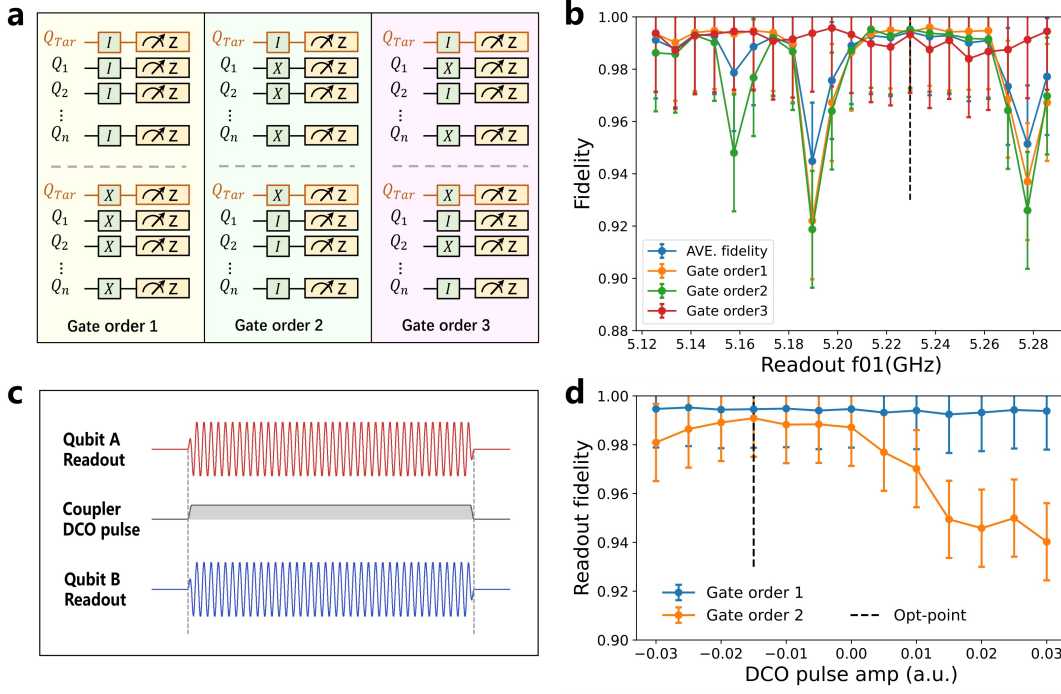 a
Q_Tar I Z Q_Tar I Z Q_Tar I Z
Q_1 I Z Q_1 X Z Q_1 X Z
Q_2 I Z Q_2 X Z Q_2 X Z
⋮ ⋮ ⋮
Q_n I Z Q_n X Z Q_n X Z
Q_Tar X Z Q_Tar X Z Q_Tar X Z
Q_1 X Z Q_1 I Z Q_1 X Z
Q_2 X Z Q_2 I Z Q_2 I Z
⋮ ⋮ ⋮
Q_n X Z Q_n I Z Q_n I Z
Gate order 1 Gate order 2 Gate order 3
b
1.00
0.98
0.96
0.94
0.92
0.90
0.88
Fidelity
AVE. fidelity
Gate order1
Gate order2
Gate order3
5.12 5.14 5.16 5.18 5.20 5.22 5.24 5.26 5.28
Readout f01(GHz)
c
Qubit A
Readout
Coupler
DCO pulse
Qubit B
Readout
d
1.00
0.98
0.96
0.94
0.92
0.90
Readout fidelity
Gate order 1
Gate order 2
Opt-point
−0.03 −0.02 −0.01 0.00 0.01 0.02 0.03
DCO pulse amp (a.u.)